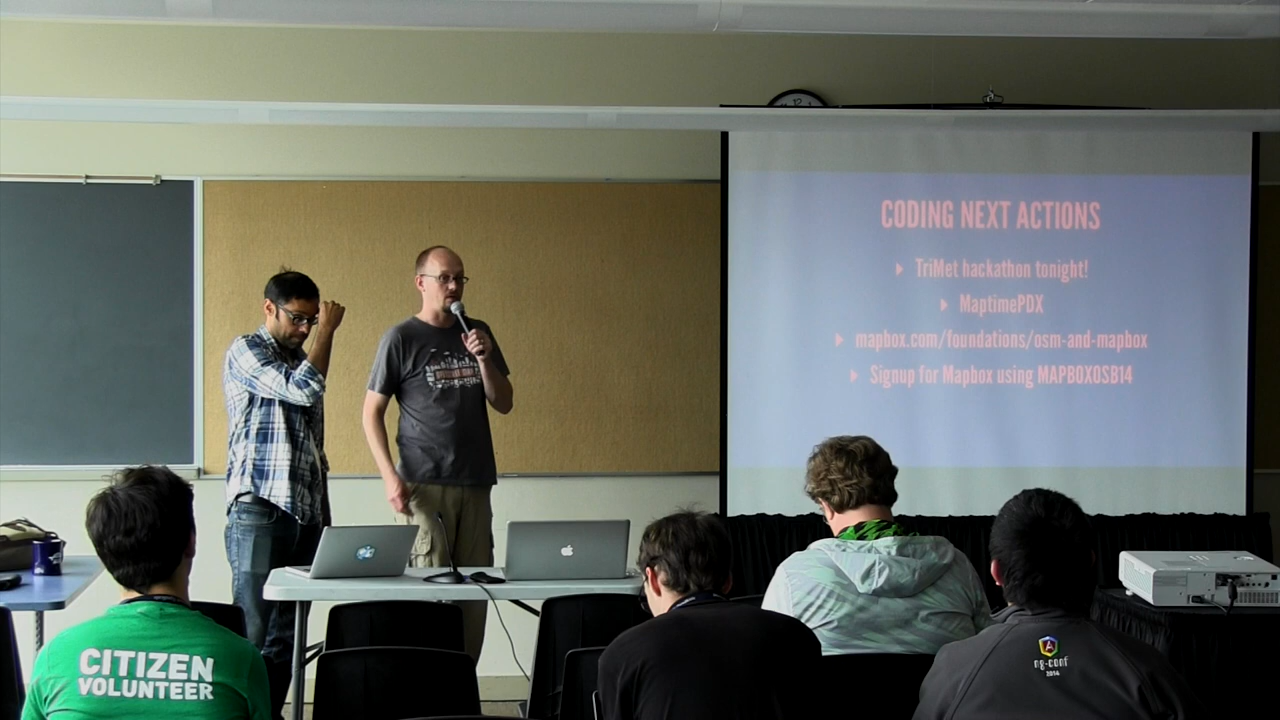 12
CODING NEXT ACTIONS
TriMet hackathon tonight!
MaptimePDX
mapbox.com/foundations/osm-and-mapbox
Signup for Mapbox using MAPBOXOSB14
CITIZEN
VOLUNTEER
A
ng-conf
2014